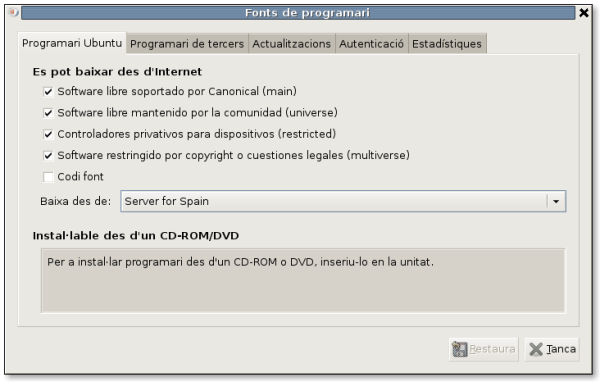 Fonts de programari
Programari Ubuntu Programari de tercers Actualitzacions Autenticació Estadístiques
Es pot baixar des d'Internet
Software libre soportado por Canonical (main)
Software libre mantenido por la comunidad (universe)
Controladores privativos para dispositivos (restricted)
Software restringido por copyright o cuestiones legales (multiverse)
Codi font
Baixa des de: Server for Spain
Instal·lable des d'un CD-ROM/DVD
Per a instal·lar programari des d'un CD-ROM o DVD, inseriu-lo en la unitat.
Restaura Tanca